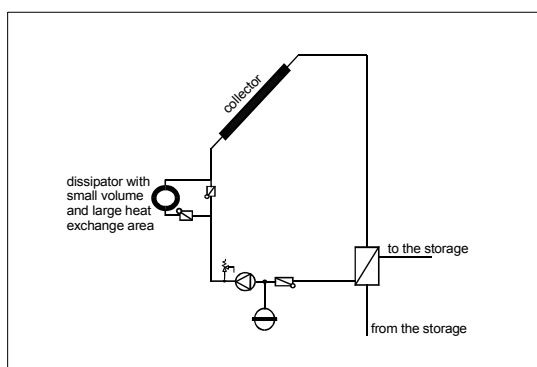 collector
dissipator with
small volume
and large heat
exchange area
to the storage
from the storage